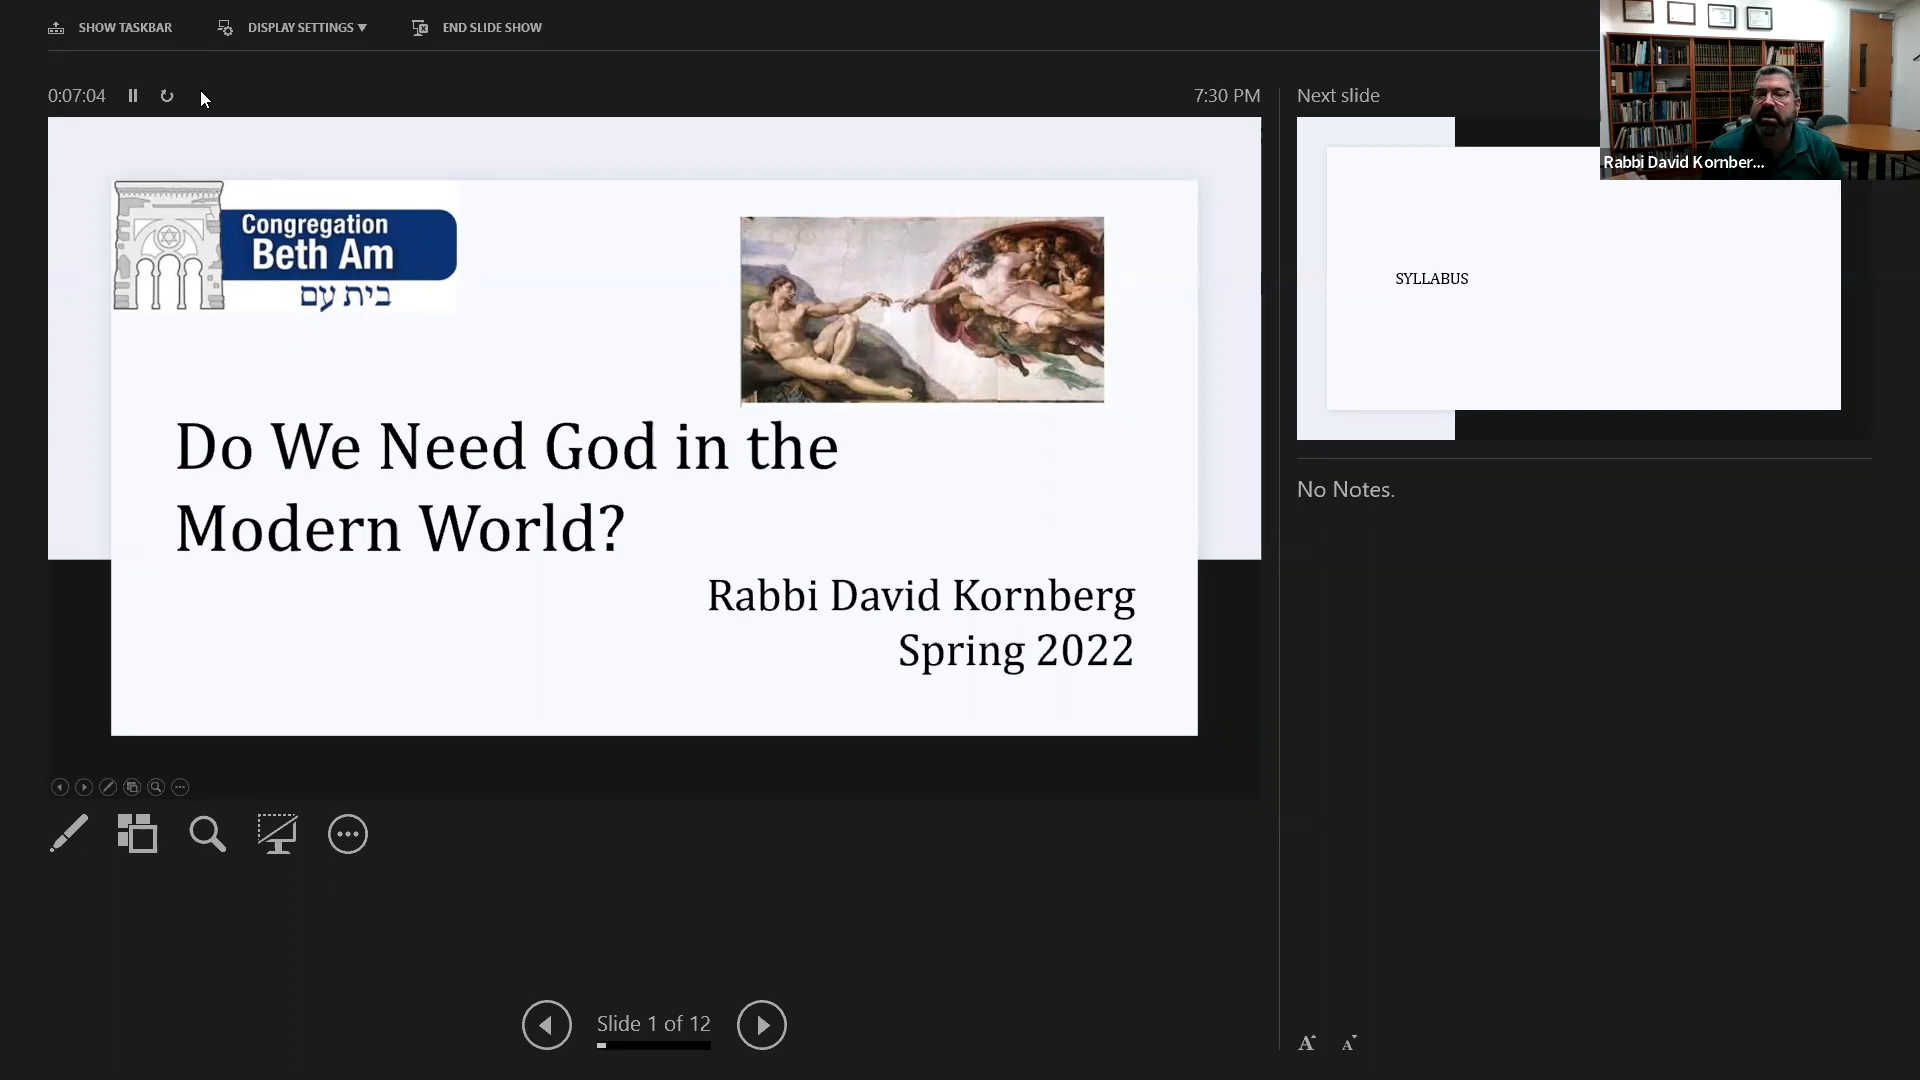 SHOW TASKBAR
DISPLAY SETTINGS ▼
END SLIDE SHOW
0:07:04
7:30 PM
Next slide
Congregation
Beth Am
בית עם
Do We Need God in the
Modern World?
Rabbi David Kornberg
Spring 2022
SYLLABUS
Rabbi David Kornber...
No Notes.
Slide 1 of 12
A A